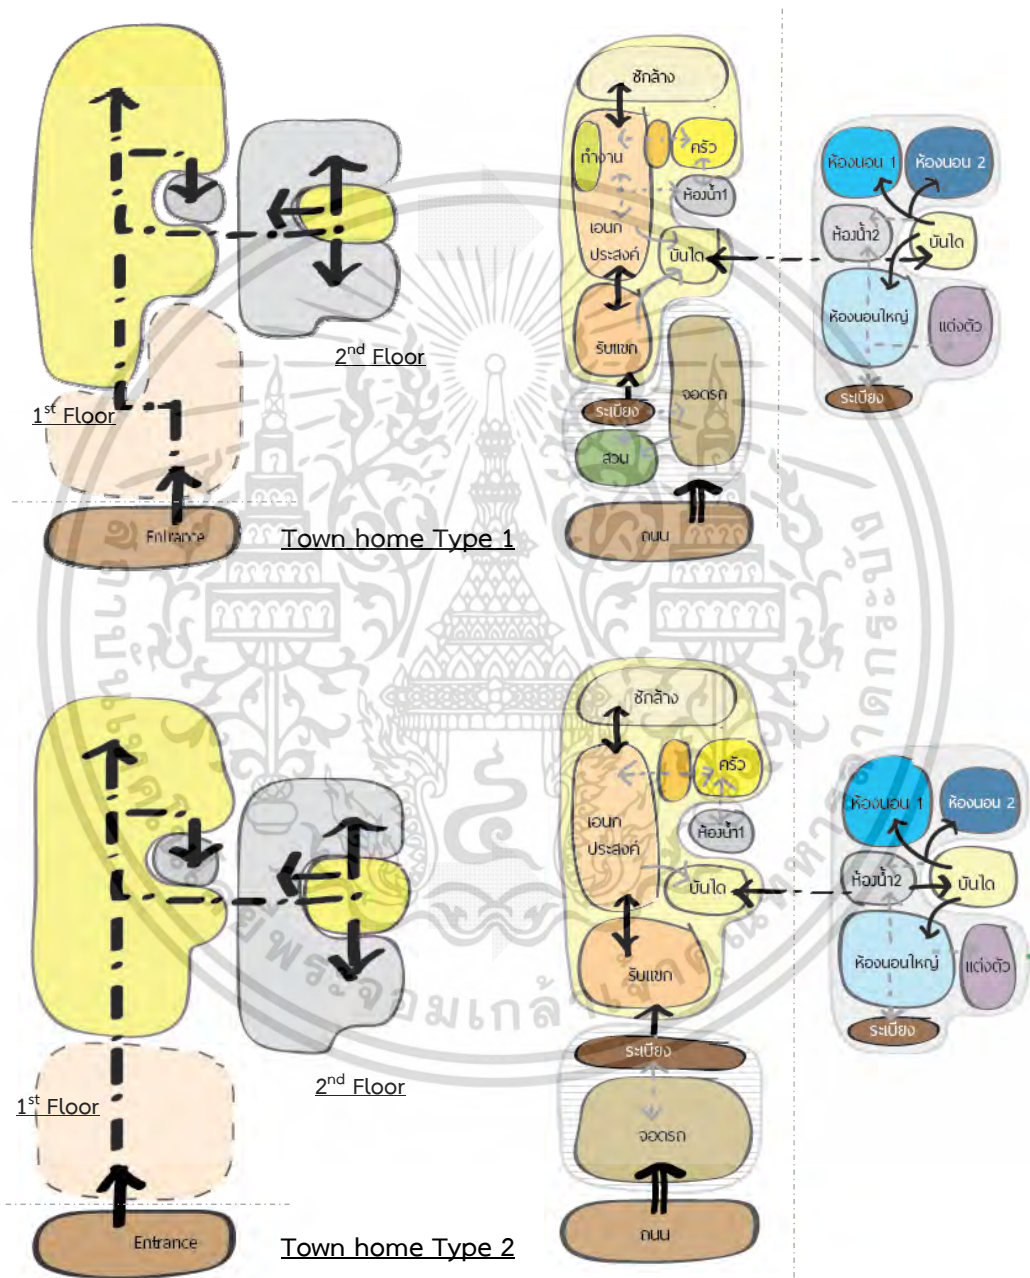 ซักล้าง
ทำงาน
ครัว
ห้องน้ำ1
เอนก
ประสงค์
บันได
รับแขก
ระเบียง
จอดรถ
สวน
ถนน
ห้องนอน 1
ห้องนอน 2
ห้องน้ำ2
บันได
ห้องนอนใหญ่
แต่งตัว
ระเบียง
2nd Floor
1st Floor
Entrance
Town home Type 1
ซักล้าง
ครัว
ห้องน้ำ1
เอนก
ประสงค์
บันได
รับแขก
ระเบียง
จอดรถ
ถนน
ห้องนอน 1
ห้องนอน 2
ห้องน้ำ2
บันได
ห้องนอนใหญ่
แต่งตัว
ระเบียง
2nd Floor
1st Floor
Entrance
Town home Type 2